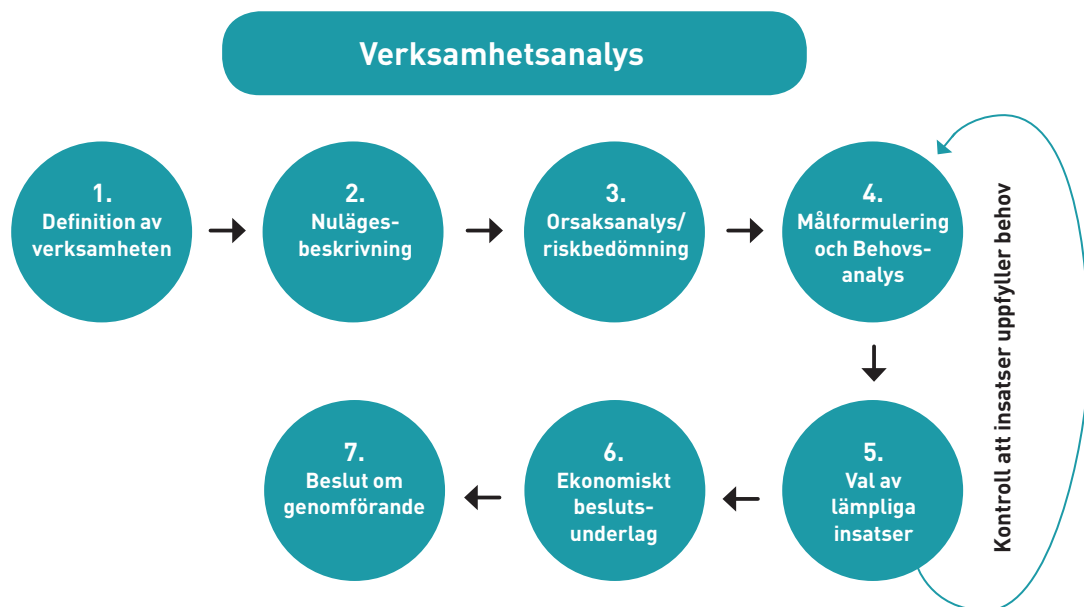 Verksamhetsanalys
1.
Definition av
verksamheten
2.
Nuläges-
beskrivning
3.
Orsaksanalys/
riskbedömning
4.
Målformulering
och Behovs-
analys
5.
Val av
lämpliga
insatser
6.
Ekonomiskt
besluts-
underlag
7.
Beslut om
genomförande
Kontroll att insatser uppfyller behov